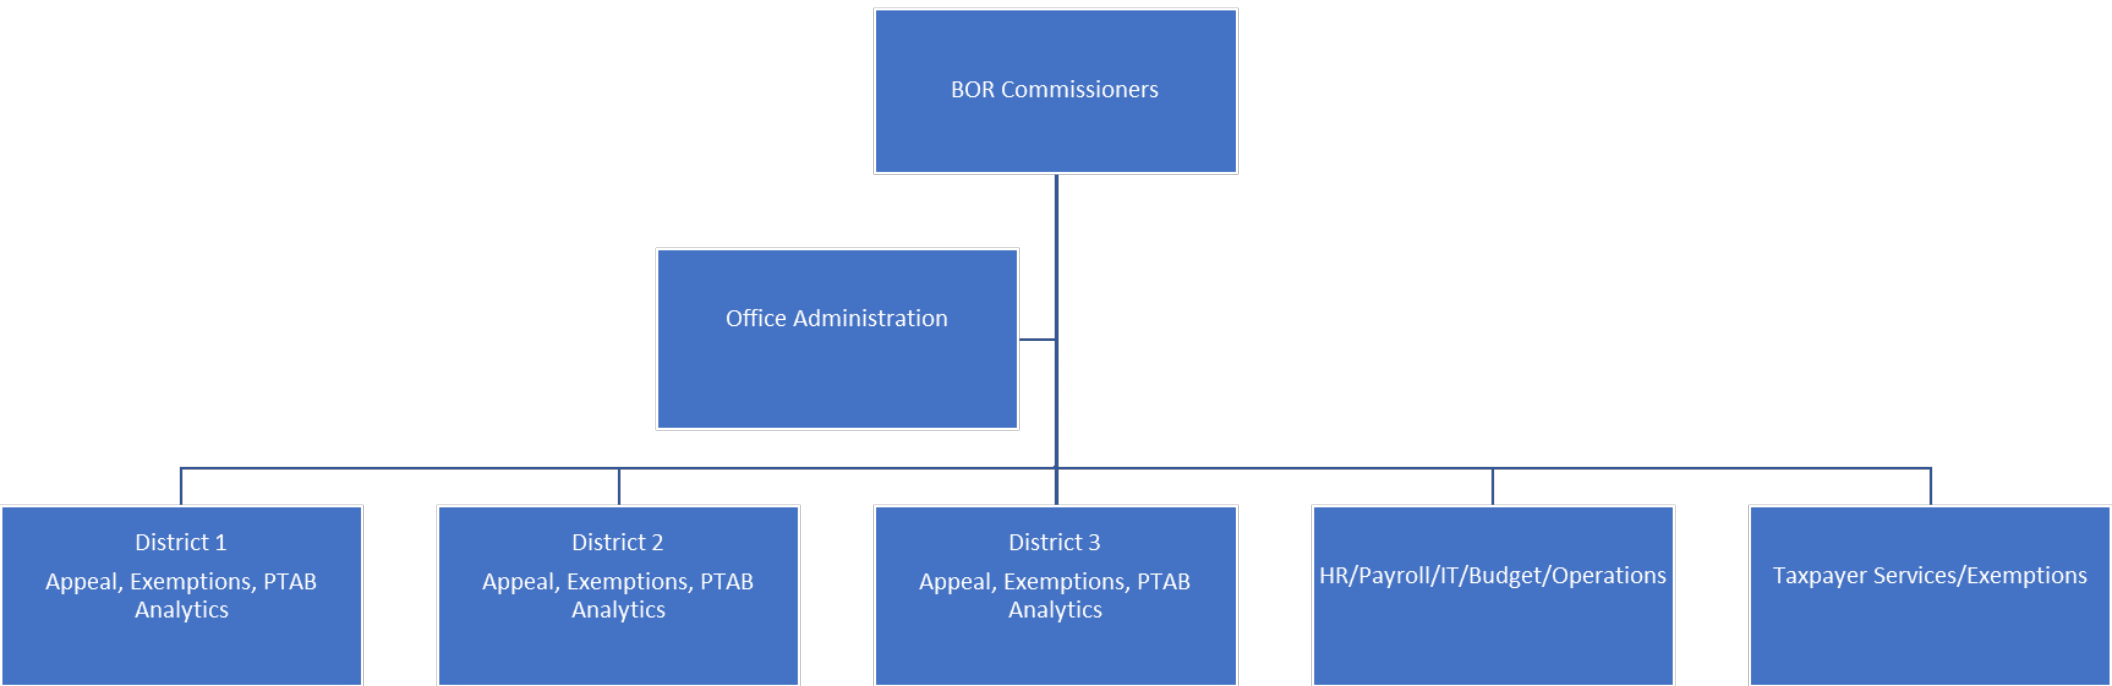 BOR Commissioners
Office Administration
District 1
Appeal, Exemptions, PTAB
Analytics
District 2
Appeal, Exemptions, PTAB
Analytics
District 3
Appeal, Exemptions, PTAB
Analytics
HR/Payroll/IT/Budget/Operations
Taxpayer Services/Exemptions